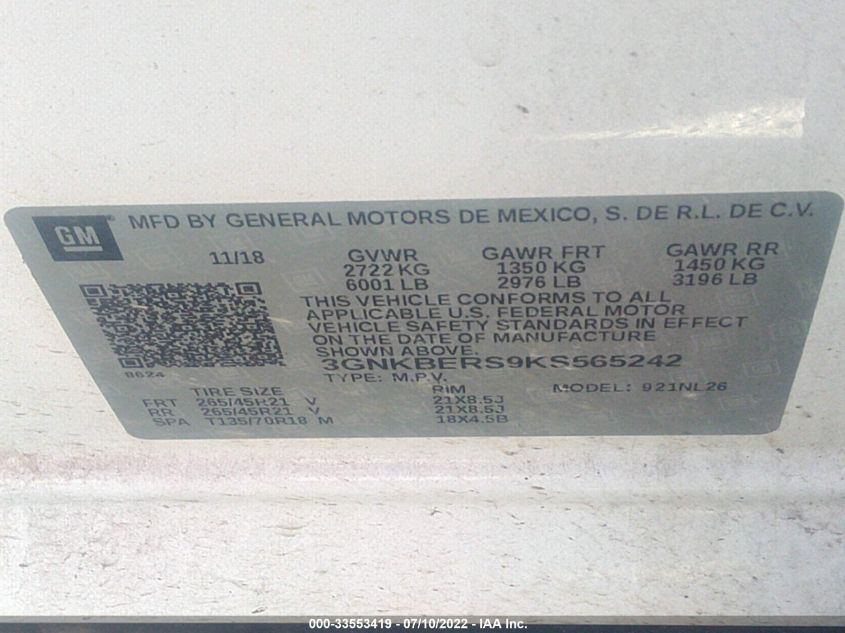 GM
MFD BY GENERAL MOTORS DE MEXICO, S. DE R.L. DE C.V.
11/18 GVWR GAWR FRT GAWR RR
2722 KG 1350 KG 1450 KG
6001 LB 2976 LB 3196 LB
THIS VEHICLE CONFORMS TO ALL
APPLICABLE U.S. FEDERAL MOTOR
VEHICLE SAFETY STANDARDS IN EFFECT
ON THE DATE OF MANUFACTURE
SHOWN ABOVE.
3GNKBERS9KS565242
8624 TYPE: M.P.V. MODEL: 921NL26
TIRE SIZE RIM
FRT 265/45R21 V 21X8.5J
RR 265/45R21 V 21X8.5J
SPA T135/70R18 M 18X4.5B
000-33553419 - 07/10/2022 - © IAA Inc.